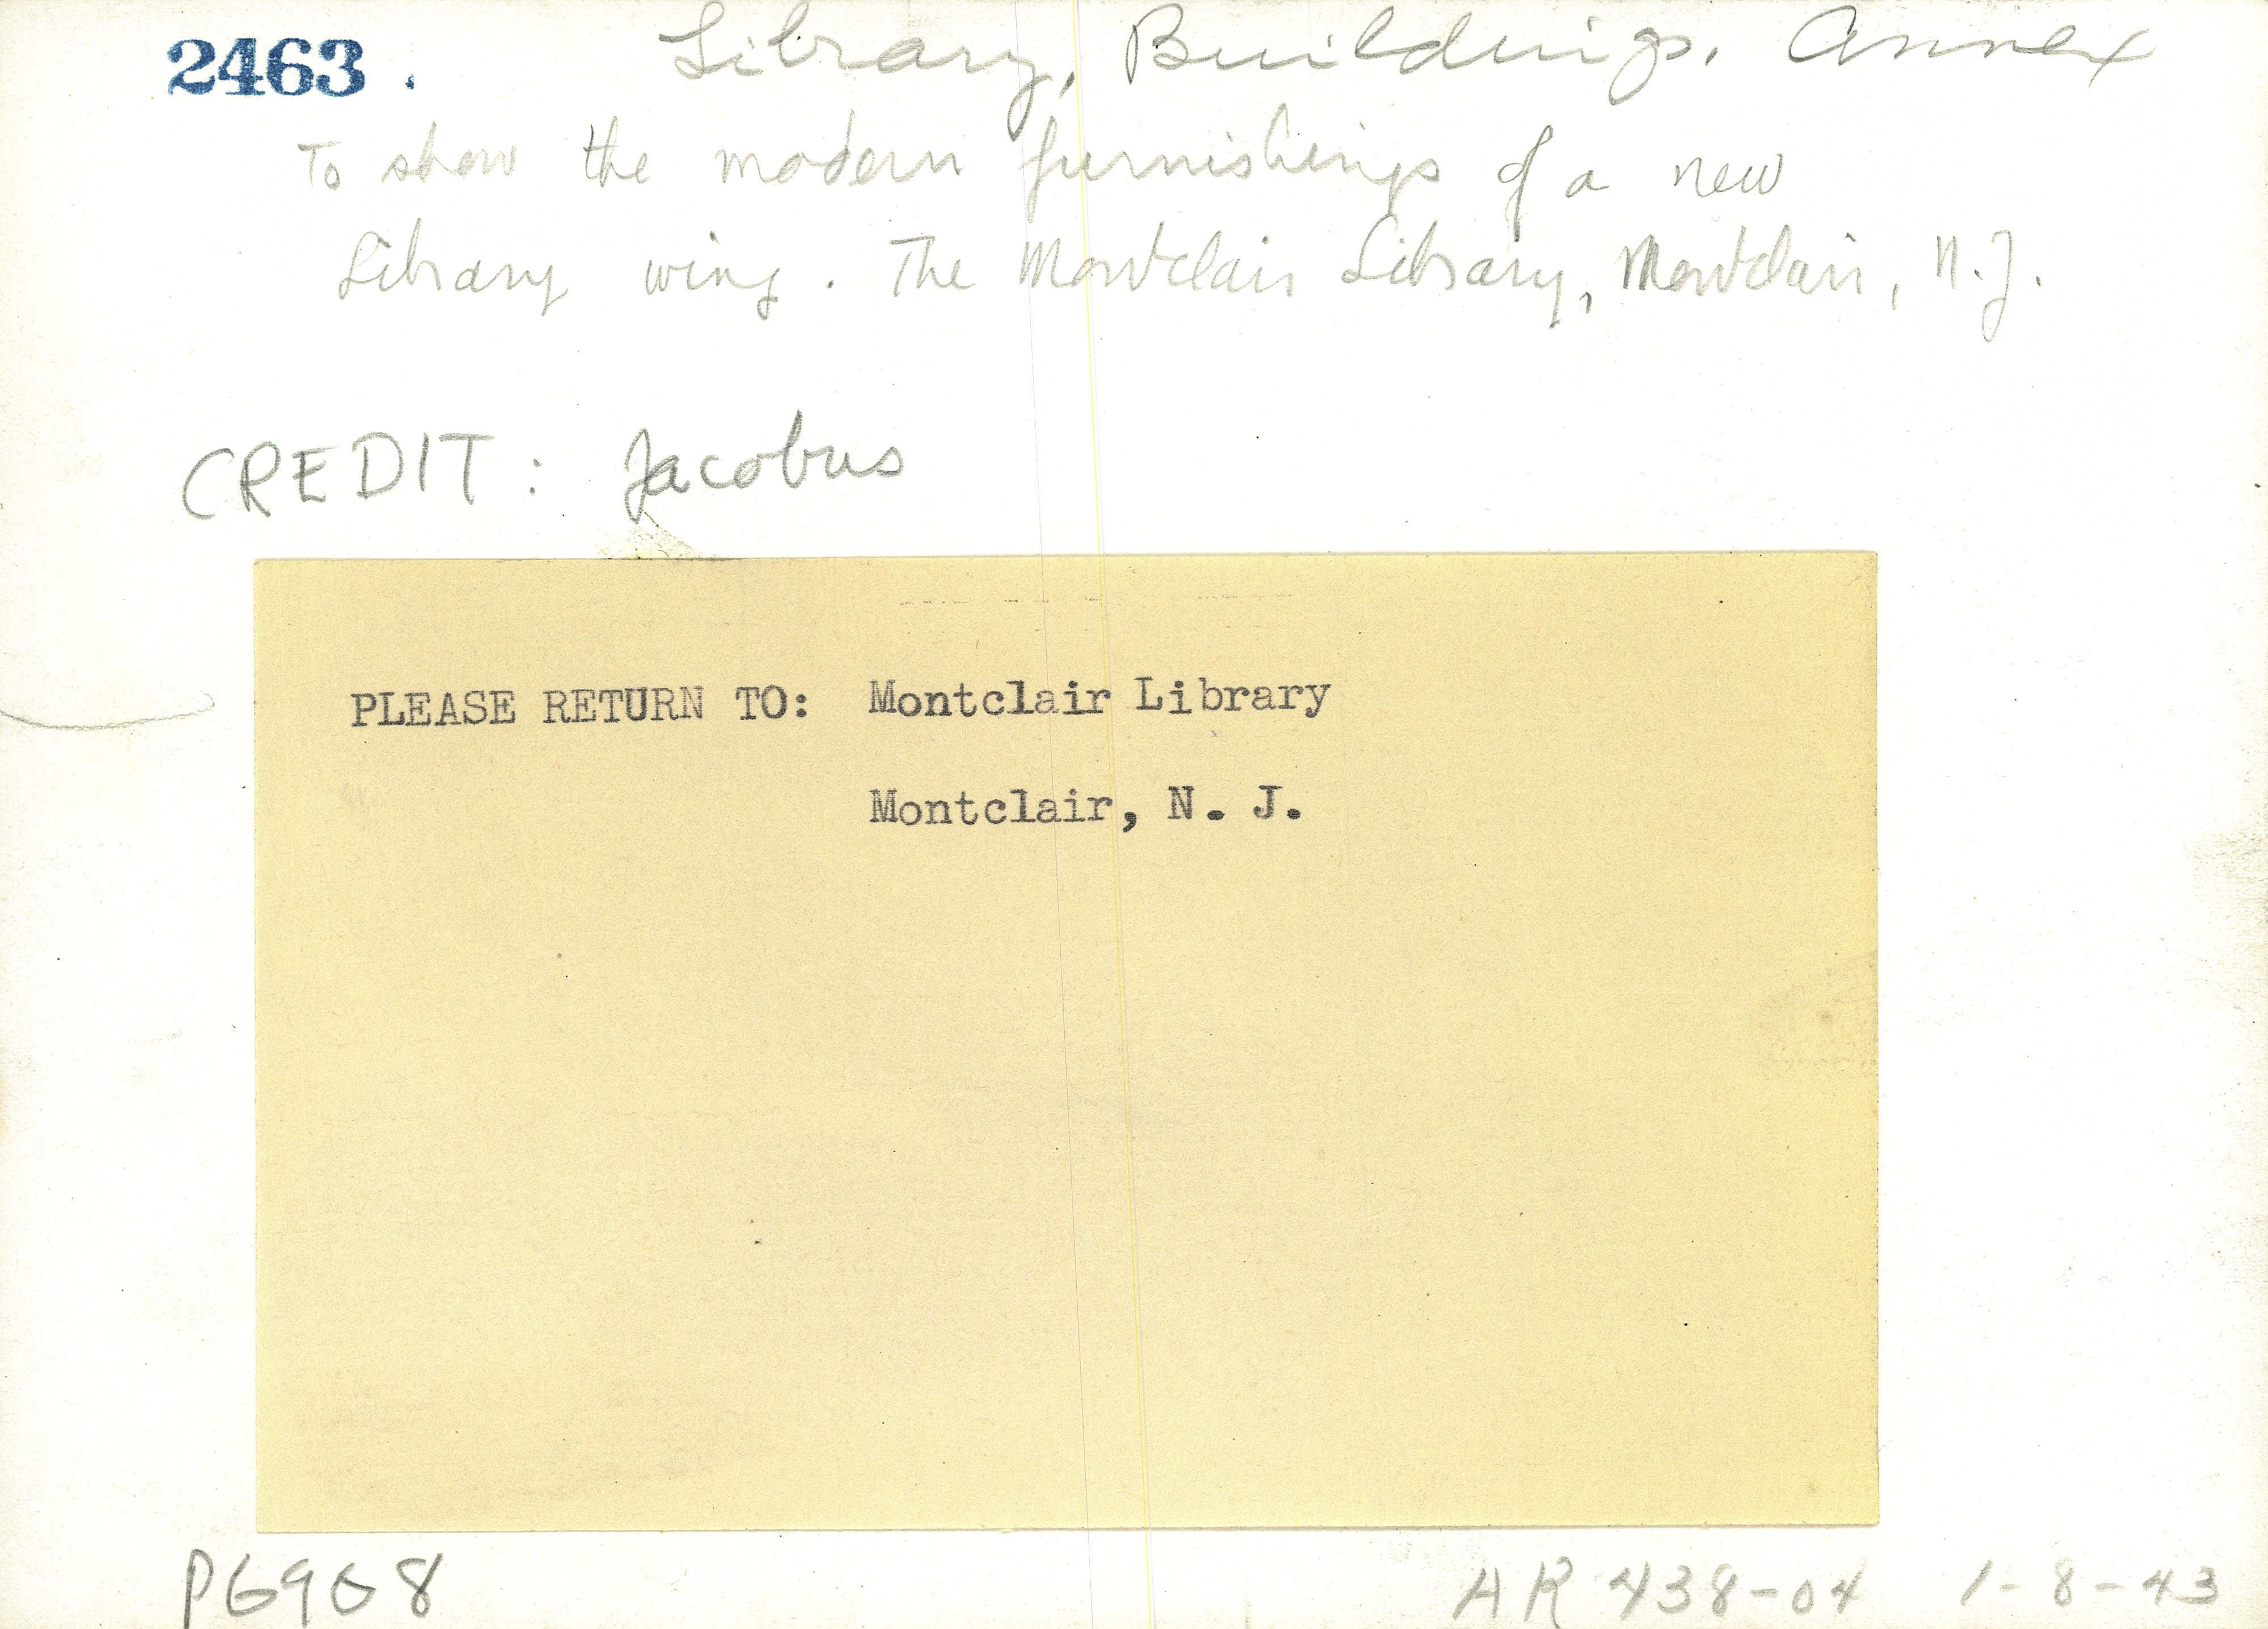 2463. Library, Buildings. Annex
To show the modern furnishings of a new
Library wing. The Montclair Library, Montclair, N.J.
CREDIT: Jacobus
PLEASE RETURN TO: Montclair Library
Montclair, N. J.
P6908 AR 438-04 1-8-43